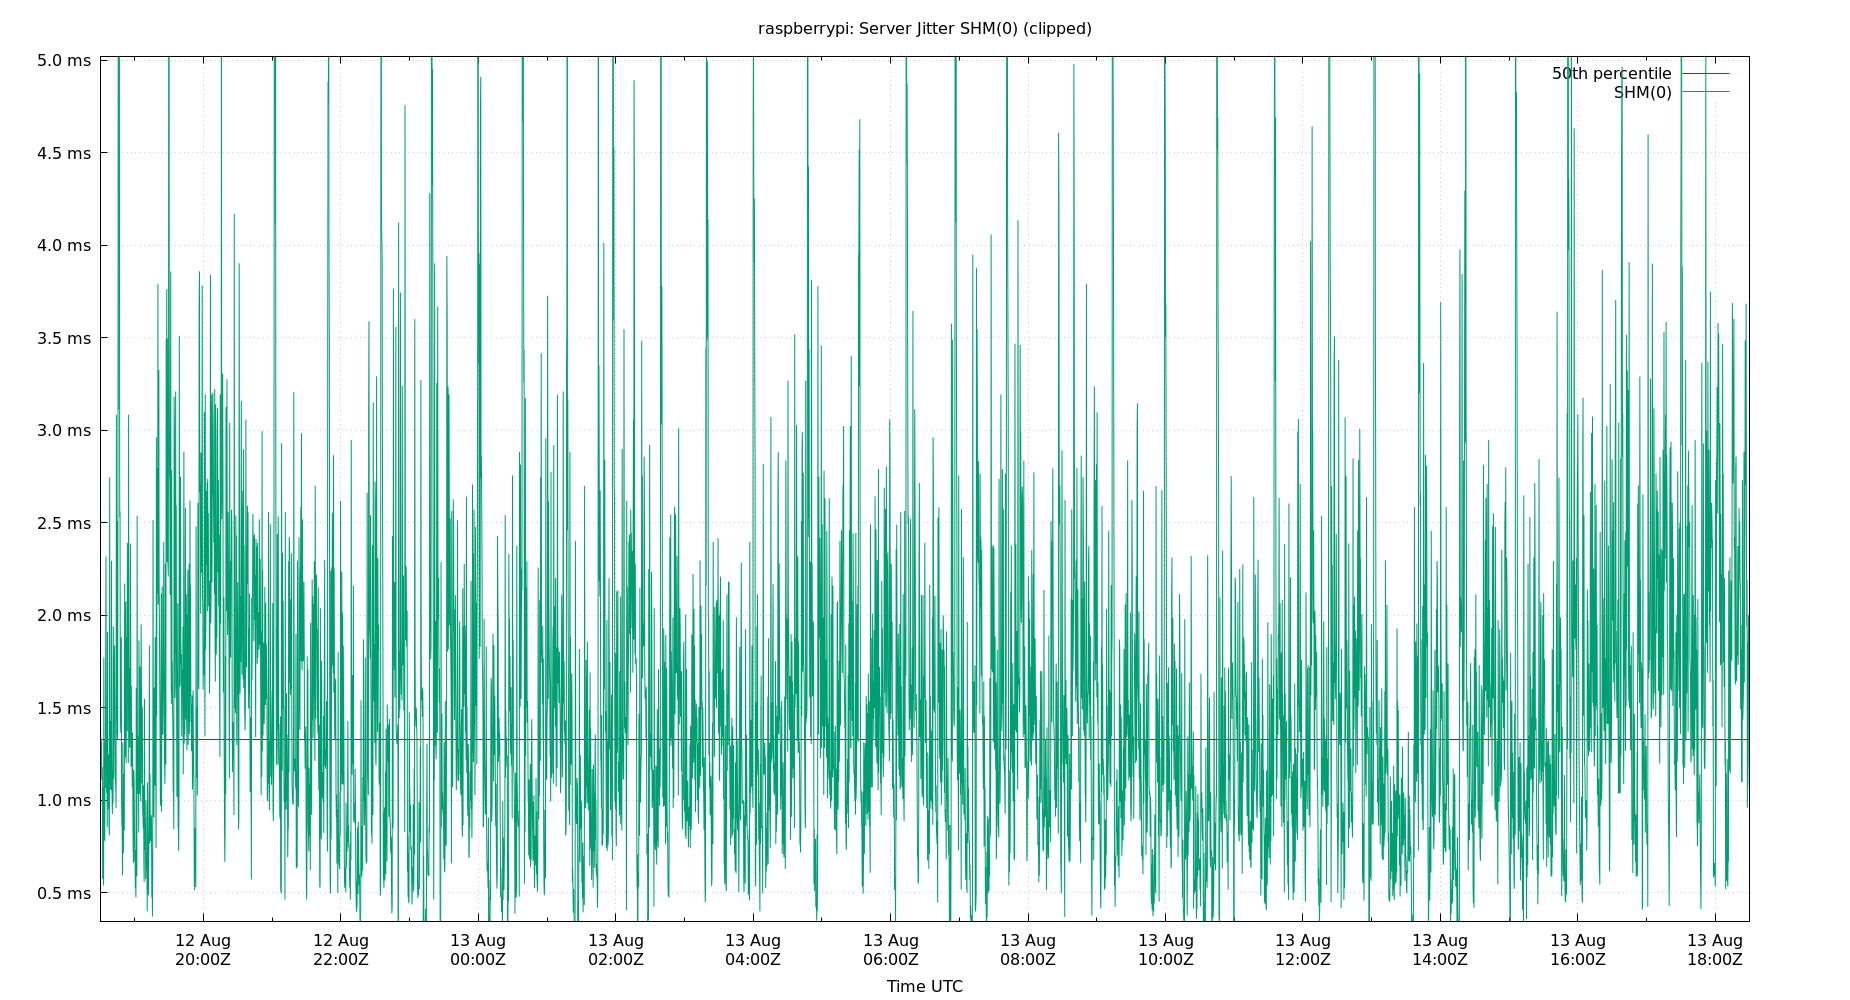 raspberrypi: Server Jitter SHM(0) (clipped)
50th percentile
SHM(0)
5.0 ms
4.5 ms
4.0 ms
3.5 ms
3.0 ms
2.5 ms
2.0 ms
1.5 ms
1.0 ms
0.5 ms
12 Aug 12 Aug 13 Aug 13 Aug 13 Aug 13 Aug 13 Aug 13 Aug 13 Aug 13 Aug 13 Aug 13 Aug
20:00Z 22:00Z 00:00Z 02:00Z 04:00Z 06:00Z 08:00Z 10:00Z 12:00Z 14:00Z 16:00Z 18:00Z
Time UTC